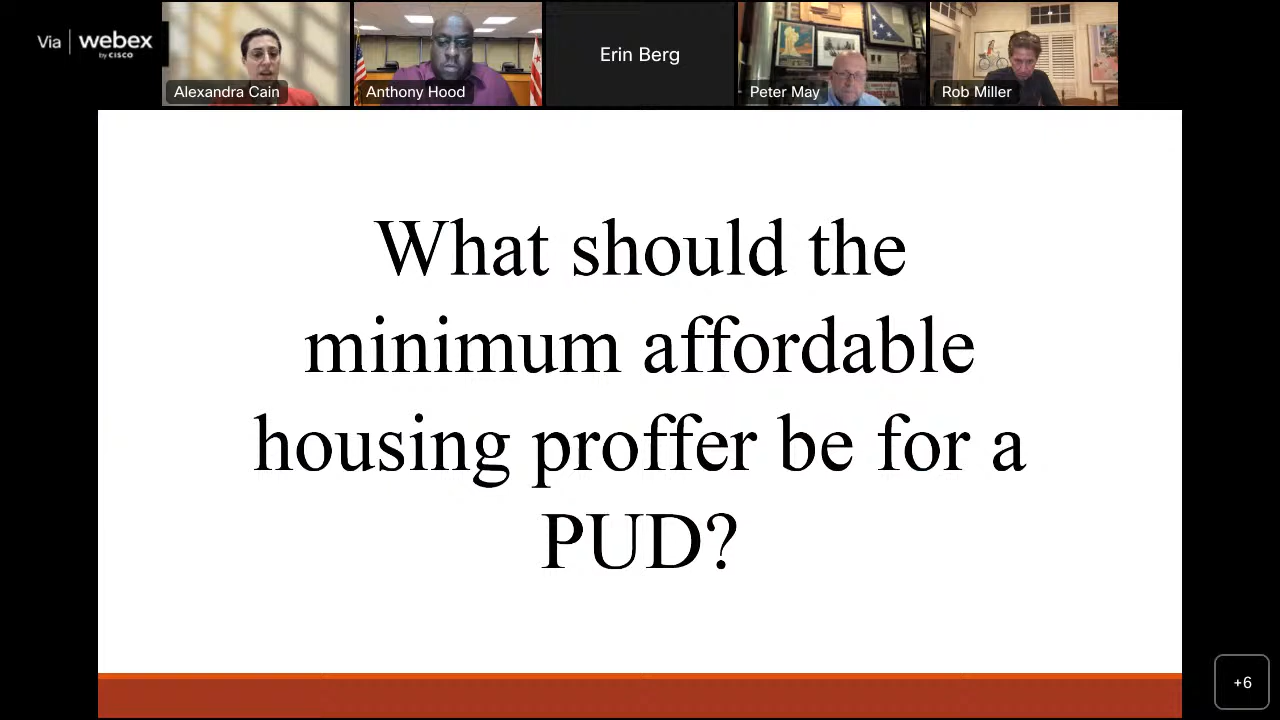 Via
webex
by CISCO
Alexandra Cain
Anthony Hood
Erin Berg
Peter May
Rob Miller
What should the
minimum affordable
housing proffer be for a
PUD?
+6